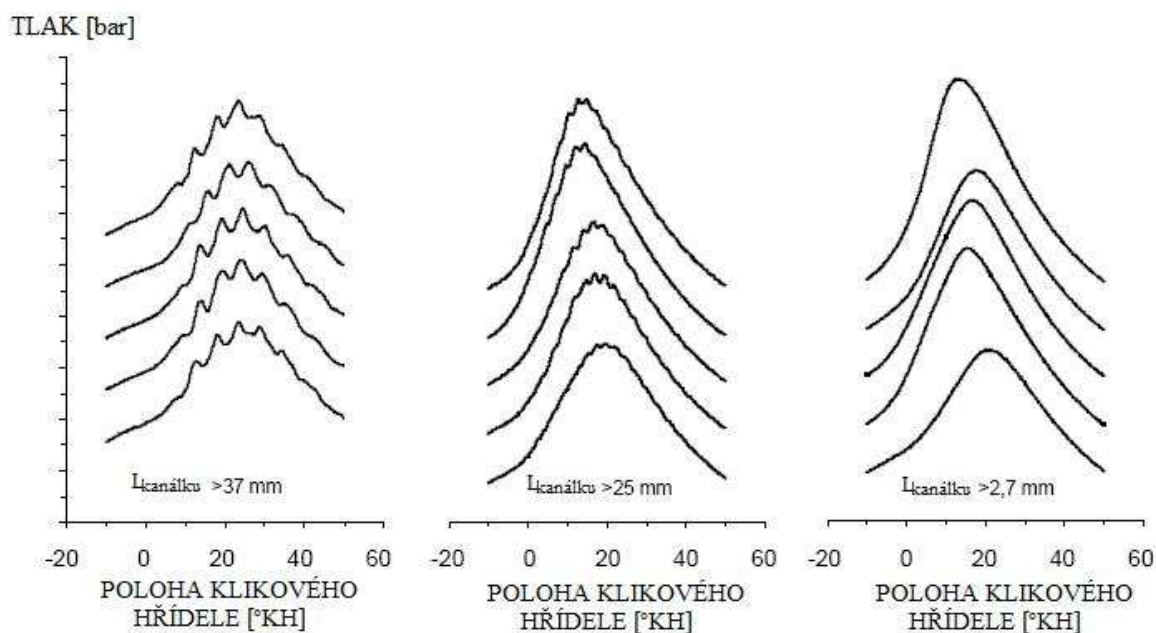 TLAK [bar]
Lkanálku >37 mm
Lkanálku >25 mm
Lkanálku >2,7 mm
-20 0 20 40 60
-20 0 20 40 60
-20 0 20 40 60
POLOHA KLIKOVÉHO
HŘÍDELE [°KH]
POLOHA KLIKOVÉHO
HŘÍDELE [°KH]
POLOHA KLIKOVÉHO
HŘÍDELE [°KH]